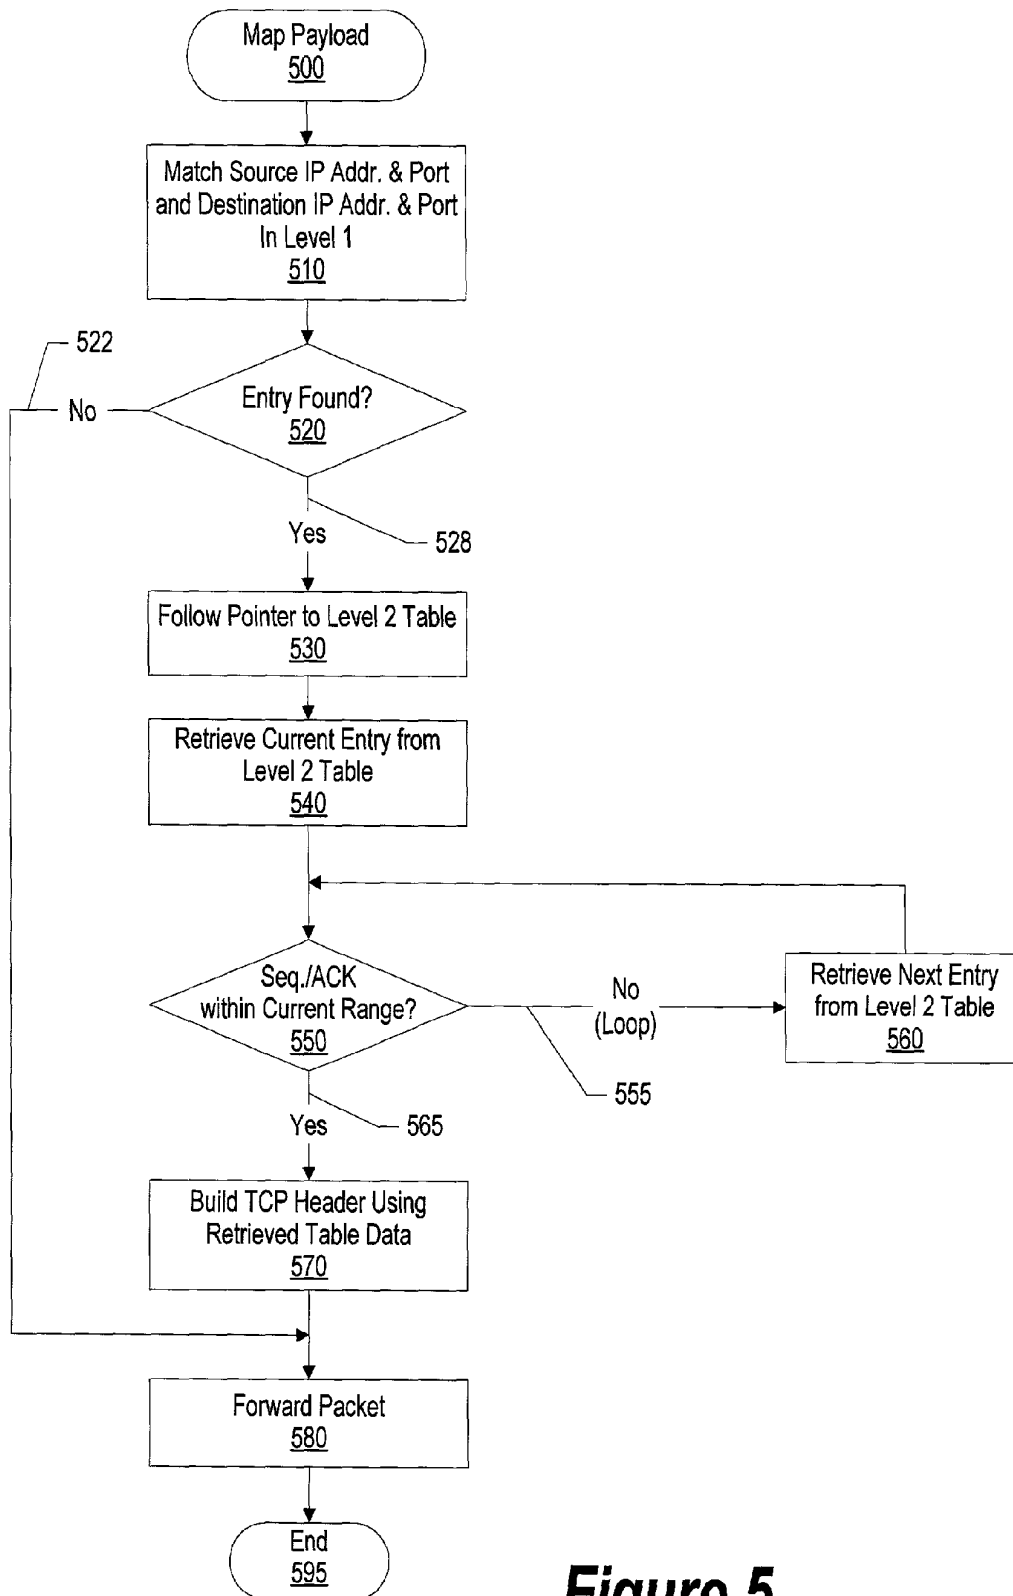 Map Payload
500
Match Source IP Addr. & Port
and Destination IP Addr. & Port
In Level 1
510
522
Entry Found?
520
No
Yes
528
Follow Pointer to Level 2 Table
530
Retrieve Current Entry from
Level 2 Table
540
Seq./ACK
within Current Range?
550
No
(Loop)
Retrieve Next Entry
from Level 2 Table
560
555
Yes
565
Build TCP Header Using
Retrieved Table Data
570
Forward Packet
580
End
595
Figure 5